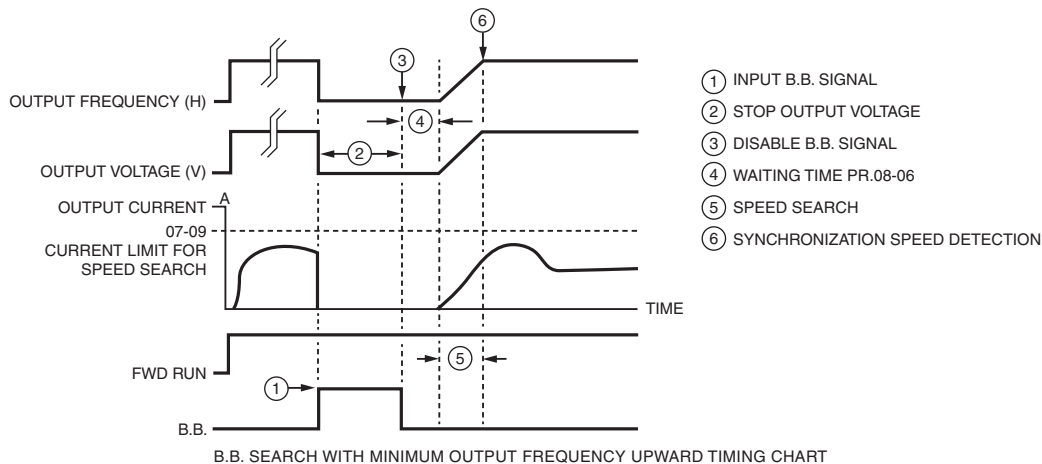 6
3
OUTPUT FREQUENCY (H)
4
2
OUTPUT VOLTAGE (V)
OUTPUT CURRENT
A
07-09
CURRENT LIMIT FOR
SPEED SEARCH
TIME
5
FWD RUN
1
B.B.
1 INPUT B.B. SIGNAL
2 STOP OUTPUT VOLTAGE
3 DISABLE B.B. SIGNAL
4 WAITING TIME PR.08-06
5 SPEED SEARCH
6 SYNCHRONIZATION SPEED DETECTION
B.B. SEARCH WITH MINIMUM OUTPUT FREQUENCY UPWARD TIMING CHART